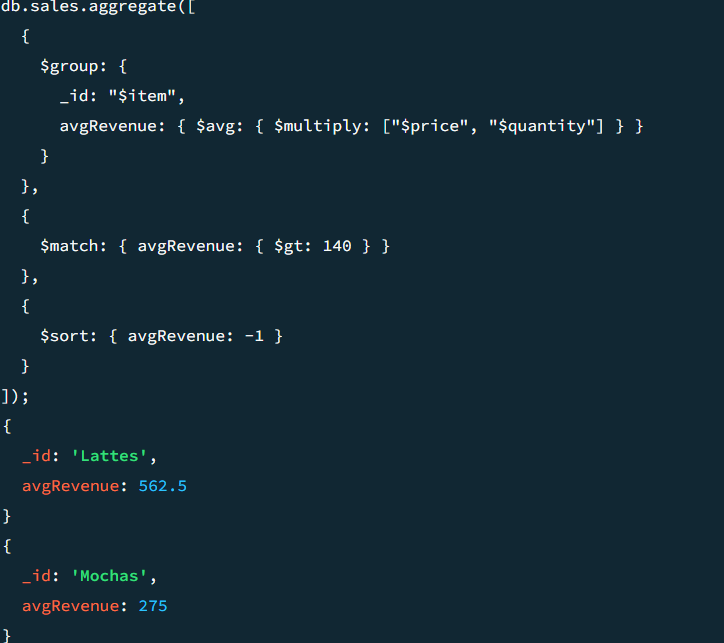 db.sales.aggregate([
  {
    $group: {
      _id: "$item",
      avgRevenue: { $avg: { $multiply: ["$price", "$quantity"] } }
    }
  },
  {
    $match: { avgRevenue: { $gt: 140 } }
  },
  {
    $sort: { avgRevenue: -1 }
  }
]);
{
  _id: 'Lattes',
  avgRevenue: 562.5
}
{
  _id: 'Mochas',
  avgRevenue: 275
}